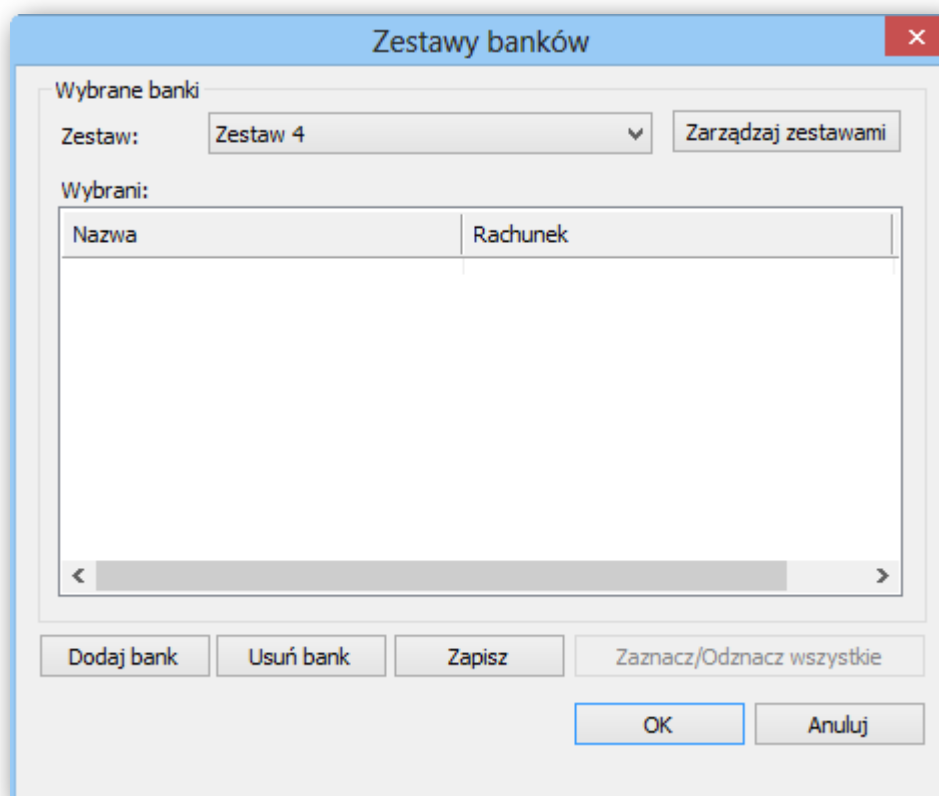 Zestawy banków
Wybrane banki
Zestaw: Zestaw 4 Zarządzaj zestawami
Wybrani:
Nazwa Rachunek
Dodaj bank Usuń bank Zapisz Zaznacz/Odznacz wszystkie
OK Anuluj